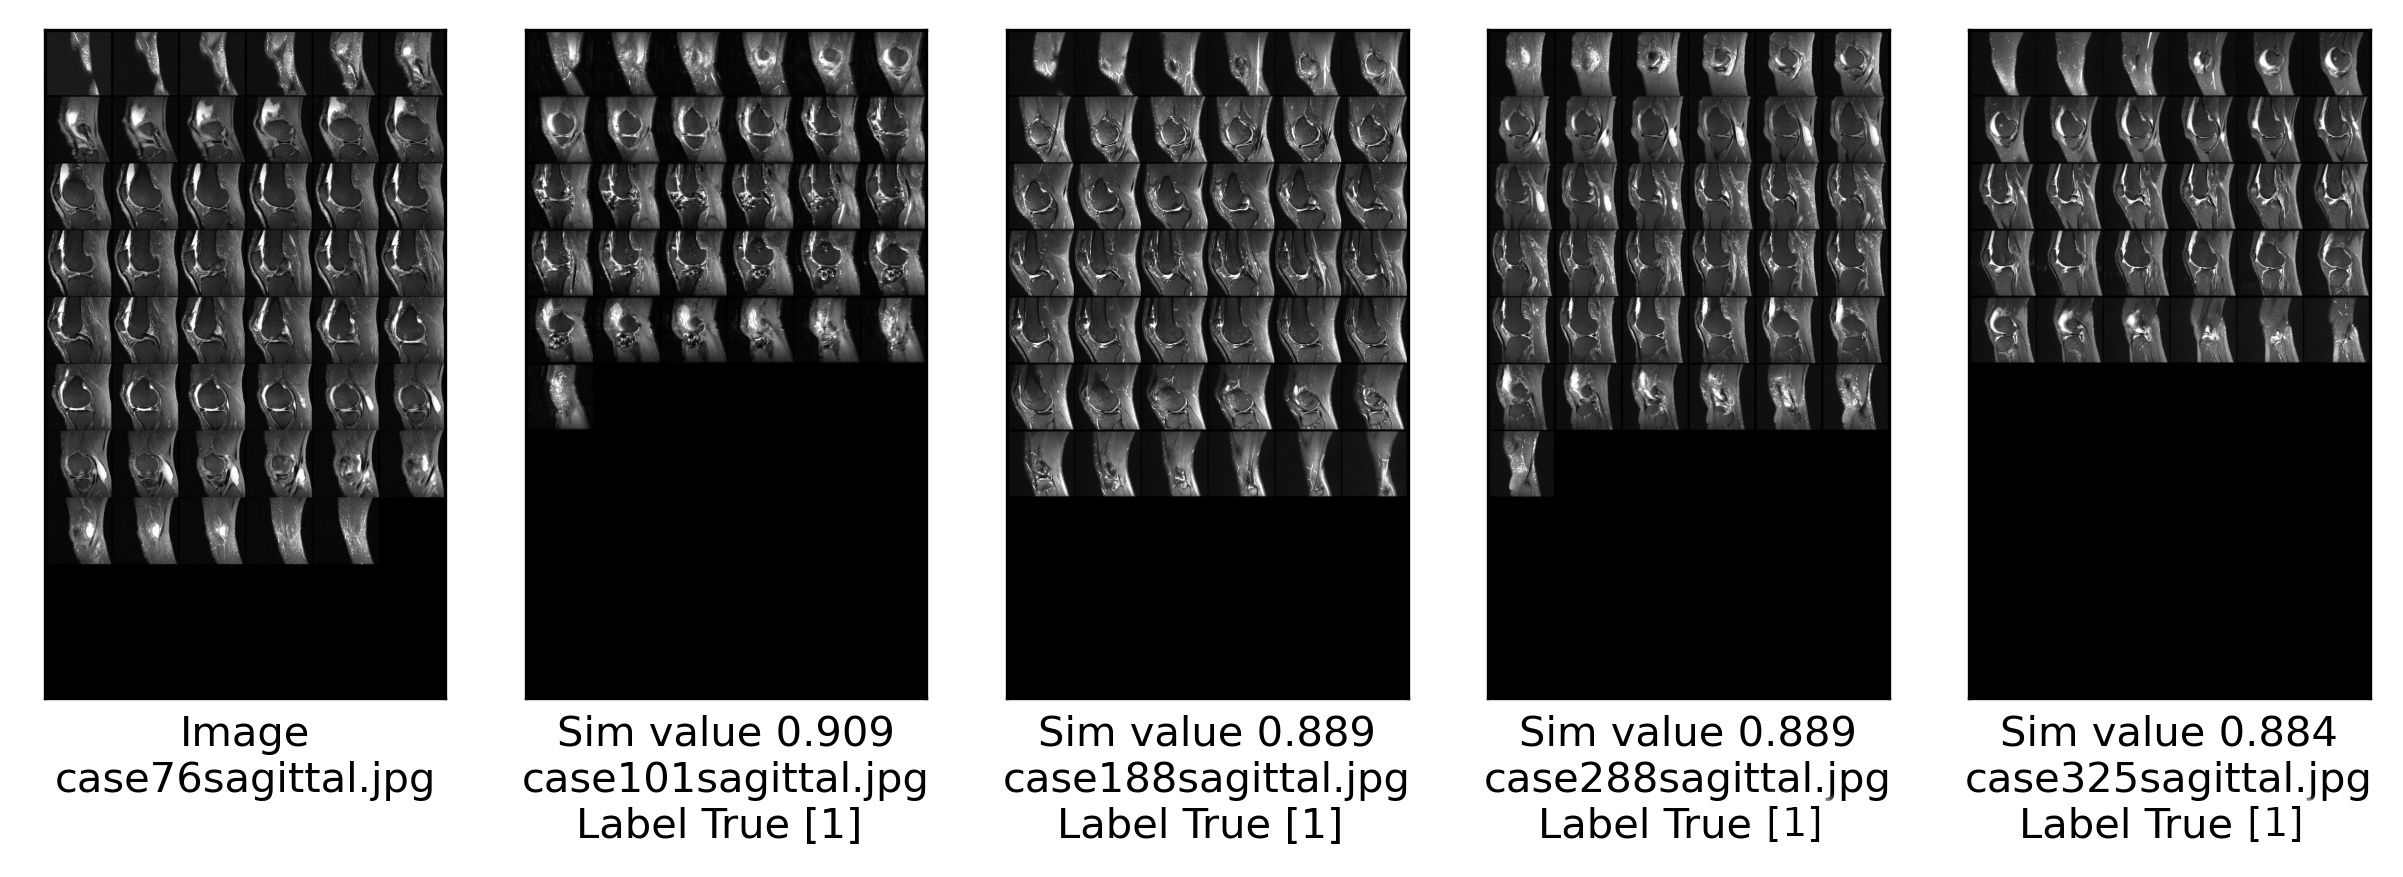 Image
case76sagittal.jpg
Sim value 0.909
case101sagittal.jpg
Label True [1]
Sim value 0.889
case188sagittal.jpg
Label True [1]
Sim value 0.889
case288sagittal.jpg
Label True [1]
Sim value 0.884
case325sagittal.jpg
Label True [1]